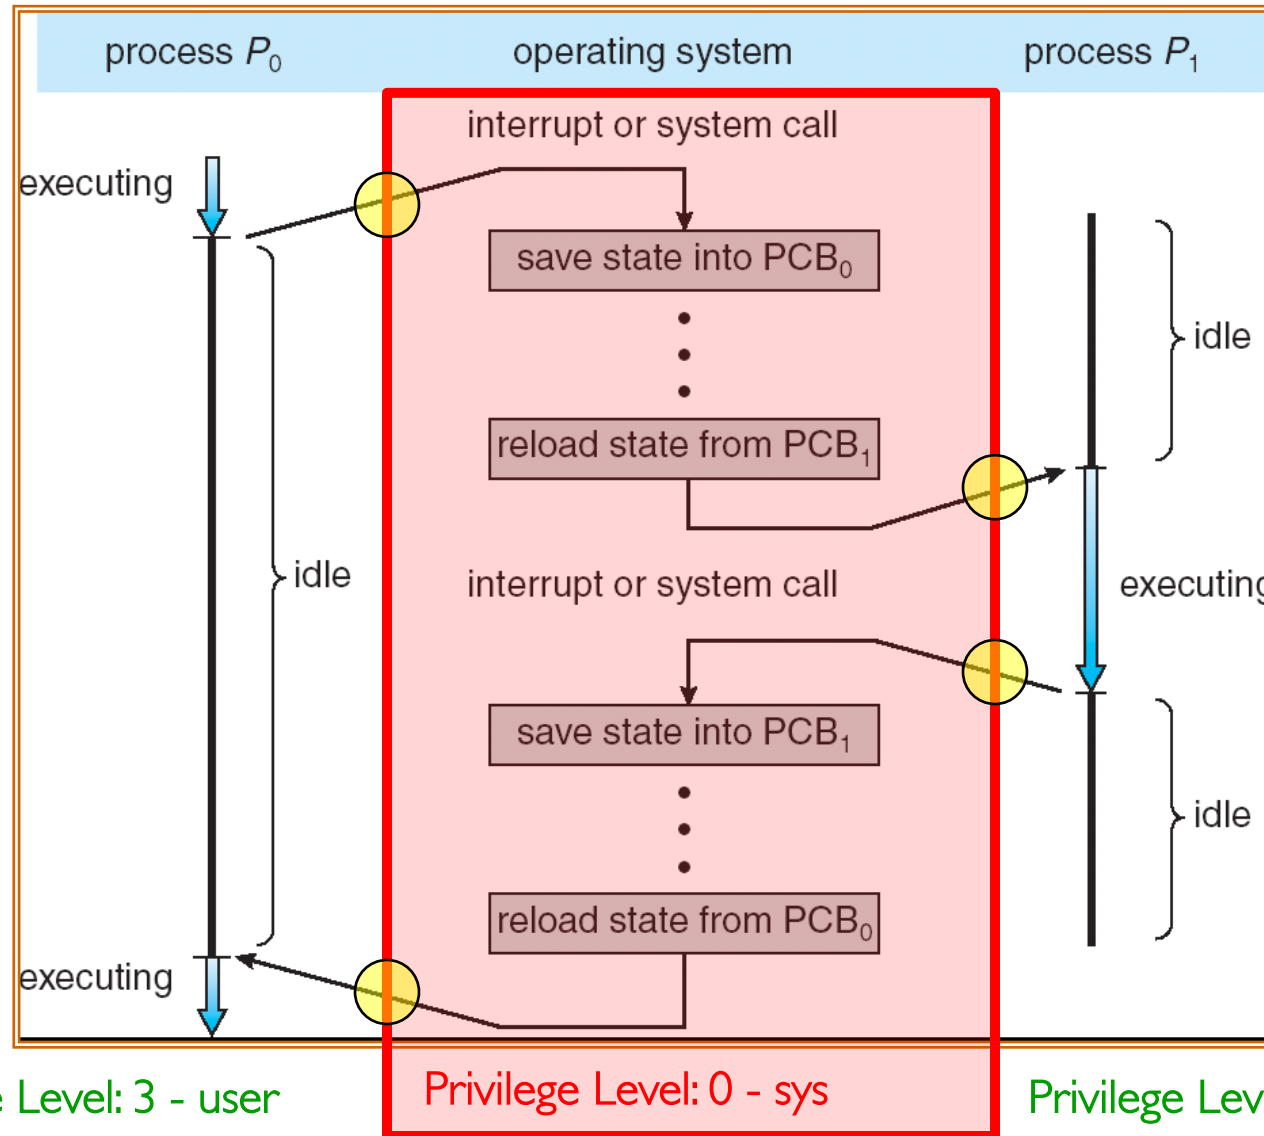 process P0
operating system
process P1
interrupt or system call
executing
save state into PCB0
idle
reload state from PCB1
idle
interrupt or system call
executing
save state into PCB1
idle
reload state from PCB0
executing
Level: 3 - user
Privilege Level: 0 - sys
Privilege